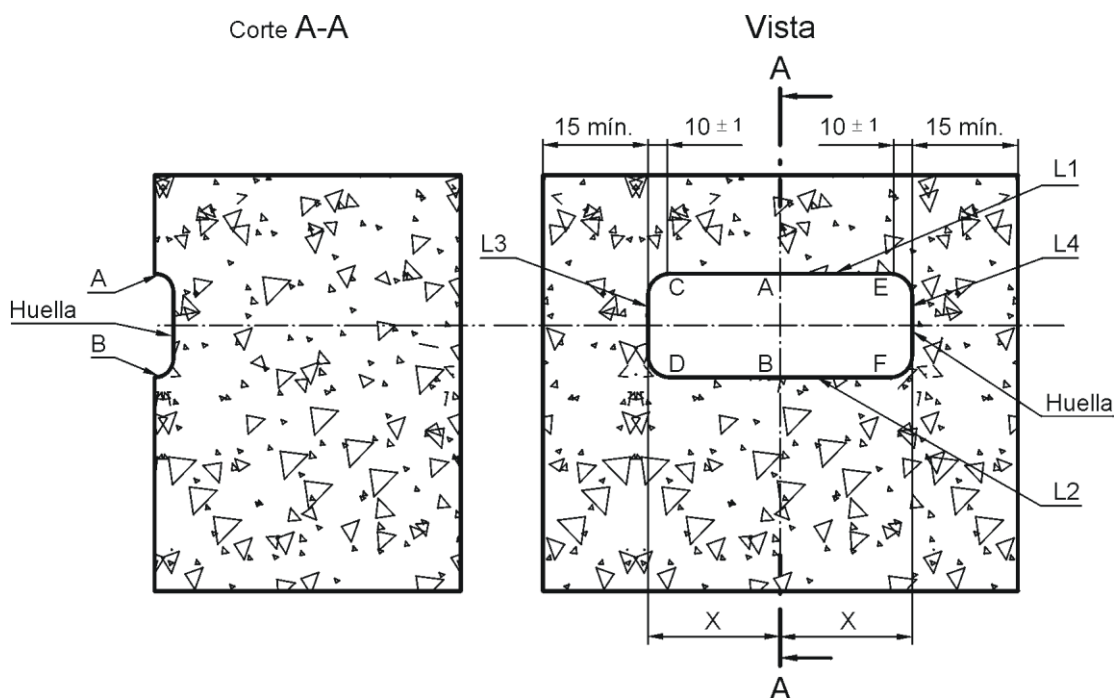 Corte A-A
Vista
A
15 mín.
10 ± 1
10 ± 1
15 mín.
L1
L3
L4
A
C
A
E
Huella
B
D
B
F
Huella
L2
X
X
A